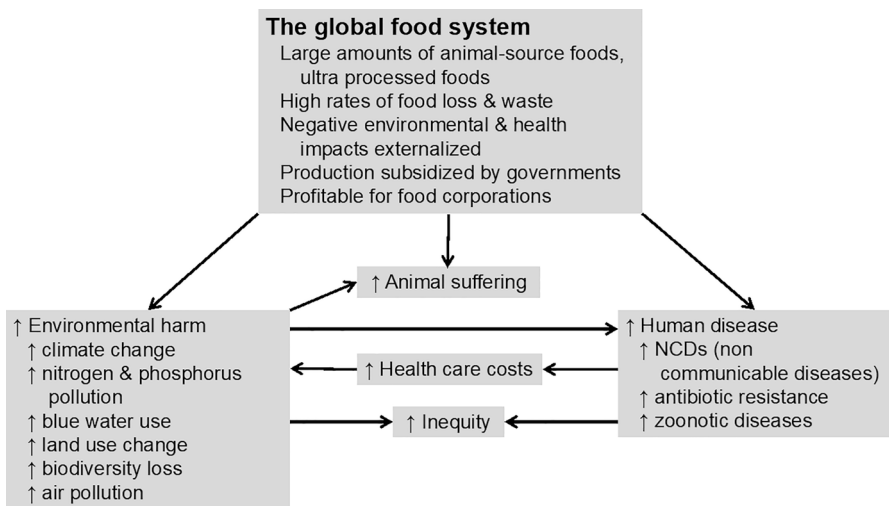 The global food system
Large amounts of animal-source foods,
ultra processed foods
High rates of food loss & waste
Negative environmental & health
impacts externalized
Production subsidized by governments
Profitable for food corporations
↑ Animal suffering
↑ Environmental harm
↑ climate change
↑ nitrogen & phosphorus
pollution
↑ blue water use
↑ land use change
↑ biodiversity loss
↑ air pollution
↑ Health care costs
↑ Inequity
↑ Human disease
↑ NCDs (non
communicable diseases)
↑ antibiotic resistance
↑ zoonotic diseases